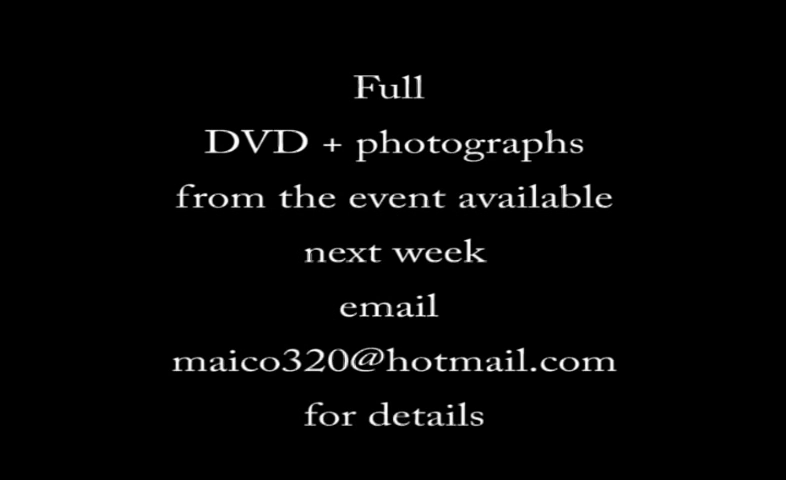 Full
DVD + photographs
from the event available
next week
email
maico320@hotmail.com
for details